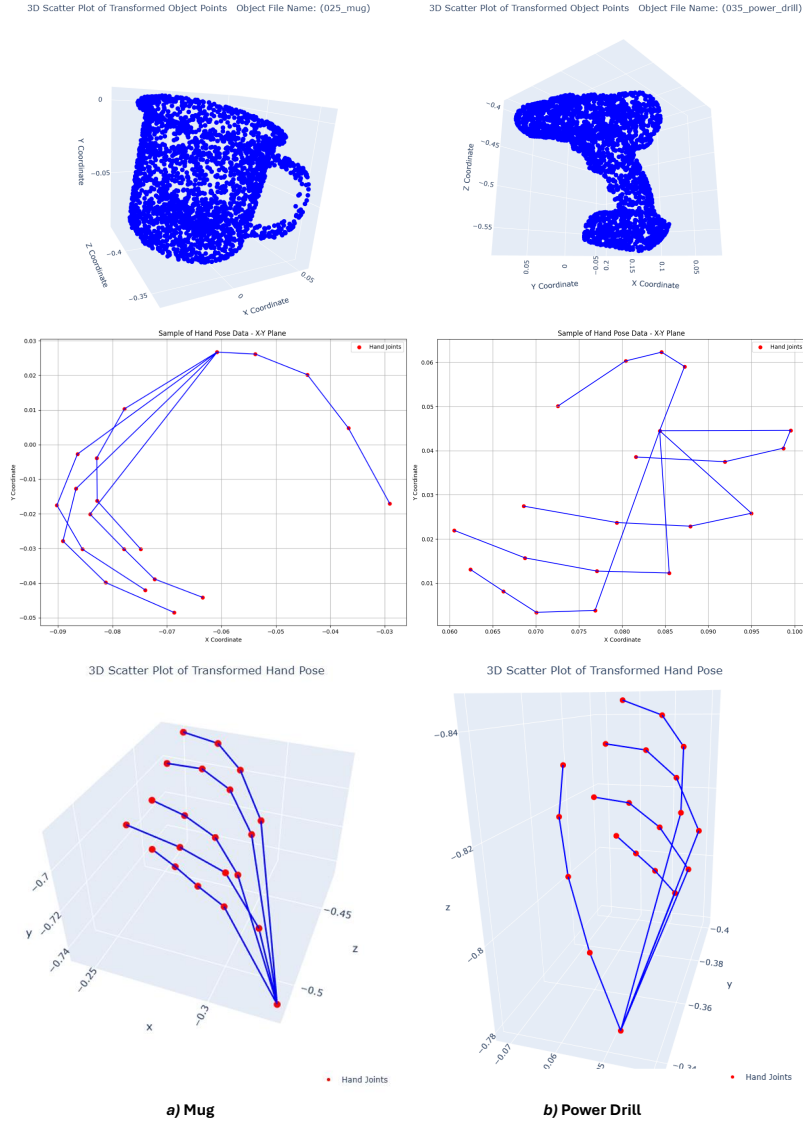 3D Scatter Plot of Transformed Object Points   Object File Name: (025_mug)
3D Scatter Plot of Transformed Object Points   Object File Name: (035_power_drill)
0
−0.05
Y Coordinate
Z Coordinate
−0.4
−0.35
0
0.05
X Coordinate
−0.4
−0.45
−0.5
−0.55
Z Coordinate
0.05
0
−0.05
0.2
0.15
0.1
0.05
Y Coordinate
X Coordinate
Sample of Hand Pose Data - X-Y Plane
Hand Joints
0.03
0.02
0.01
0.00
−0.01
−0.02
−0.03
−0.04
−0.05
Y Coordinate
−0.09
−0.08
−0.07
−0.06
−0.05
−0.04
−0.03
X Coordinate
Sample of Hand Pose Data - X-Y Plane
Hand Joints
0.06
0.05
0.04
0.03
0.02
0.01
Y Coordinate
0.060
0.065
0.070
0.075
0.080
0.085
0.090
0.095
0.100
X Coordinate
3D Scatter Plot of Transformed Hand Pose
−0.7
−0.72
−0.74
y
−0.25
−0.3
x
−0.45
−0.5
z
Hand Joints
3D Scatter Plot of Transformed Hand Pose
−0.84
−0.82
−0.8
−0.78
z
−0.07
−0.4
−0.38
−0.36
y
Hand Joints
a) Mug
b) Power Drill